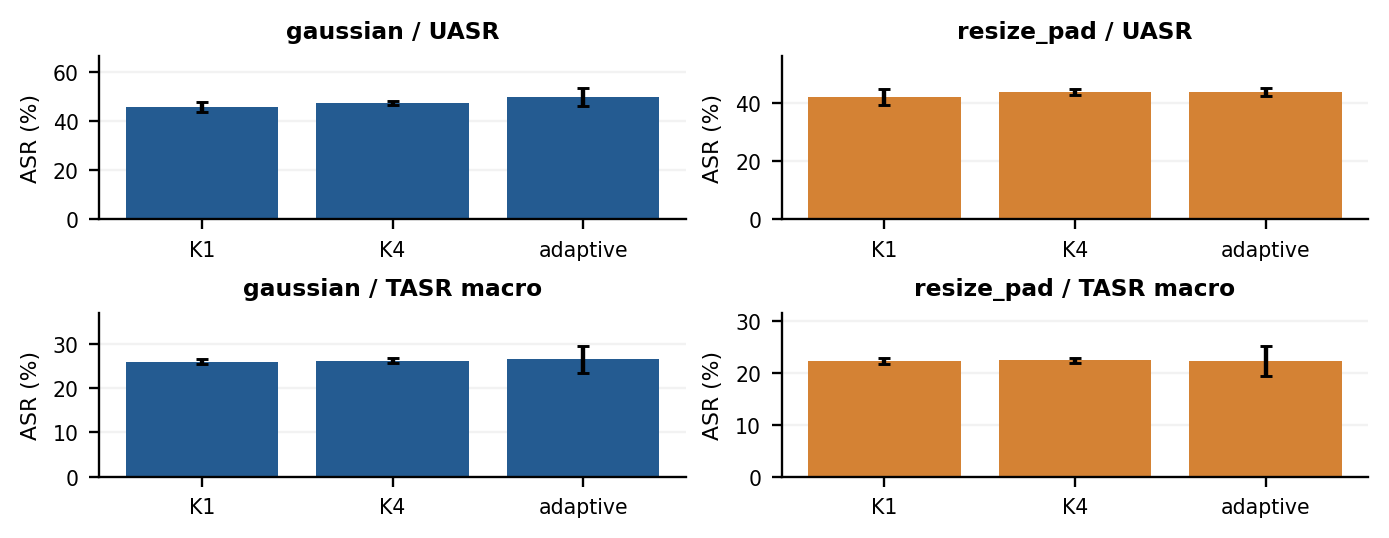 gaussian / UASR
ASR (%)
60
40
20
0
K1 K4 adaptive
resize_pad / UASR
ASR (%)
40
20
0
K1 K4 adaptive
gaussian / TASR macro
ASR (%)
30
20
10
0
K1 K4 adaptive
resize_pad / TASR macro
ASR (%)
30
20
10
0
K1 K4 adaptive